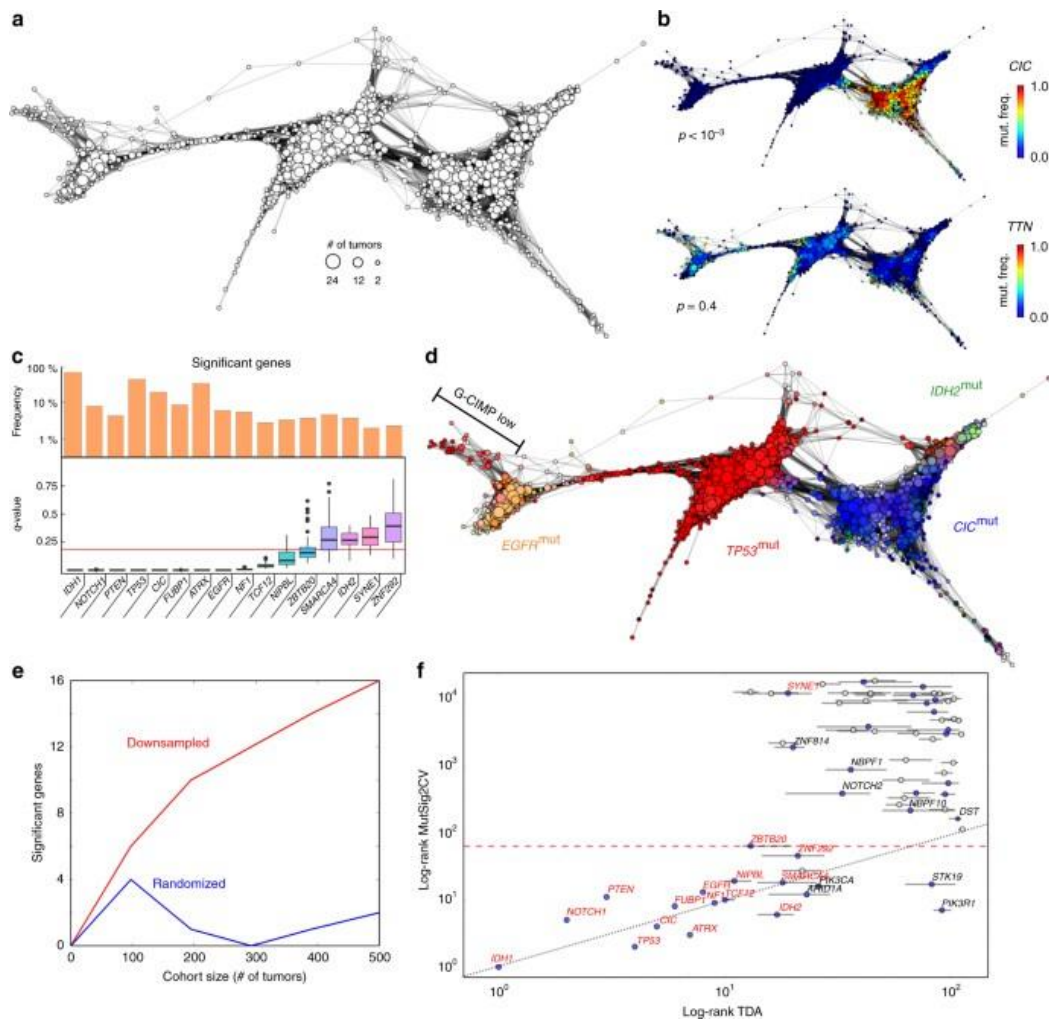 a
# of tumors
24 12 2
b
CIC
1.0
mut. freq.
0.0
p < 10⁻³
TTN
1.0
mut. freq.
0.0
p = 0.4
c
Significant genes
100 %
10 %
1 %
Frequency
0.75
0.5
0.25
q-value
IDH1
NOTCH1
PTEN
TP53
CIC
FUBP1
ATRX
EGFR
NF1
TCF12
NIPBL
ZBTB20
SMARCA4
IDH2
SYNE1
ZNF292
d
G-CIMP low
IDH2mut
EGFRmut
TP53mut
CICmut
e
16
12
8
4
0
Significant genes
Downsampled
Randomized
0 100 200 300 400 500
Cohort size (# of tumors)
f
10⁴
10³
10²
10¹
10⁰
Log-rank MutSig2CV
SYNE1
ZNF814
NBPF1
NOTCH2
NBPF10
DST
ZBTB20
ZNF292
NIPBL
SMARCA4
PIK3CA
ARID1A
STK19
PTEN
EGFR
NF1
TCF12
FUBP1
NOTCH1
CIC
IDH2
PIK3R1
ATRX
TP53
IDH1
10⁰ 10¹ 10²
Log-rank TDA